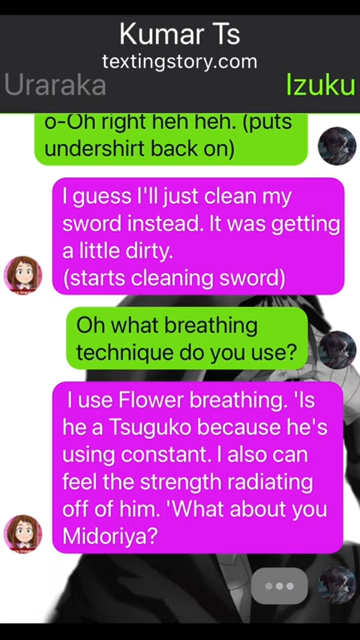 Kumar Ts
textingstory.com
Uraraka
Izuku
o-Oh right heh heh. (puts
undershirt back on)
I guess I'll just clean my
sword instead. It was getting
a little dirty.
(starts cleaning sword)
Oh what breathing
technique do you use?
I use Flower breathing. 'Is
he a Tsuguko because he's
using constant. I also can
feel the strength radiating
off of him. 'What about you
Midoriya?